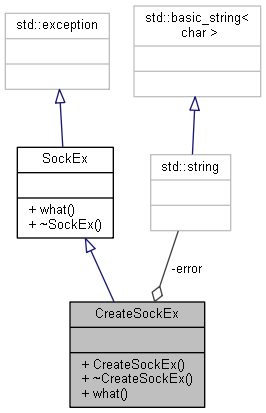 std::exception
std::basic_string<
char >
SockEx
+ what()
+ ~SockEx()
std::string
-error
CreateSockEx
+ CreateSockEx()
+ ~CreateSockEx()
+ what()